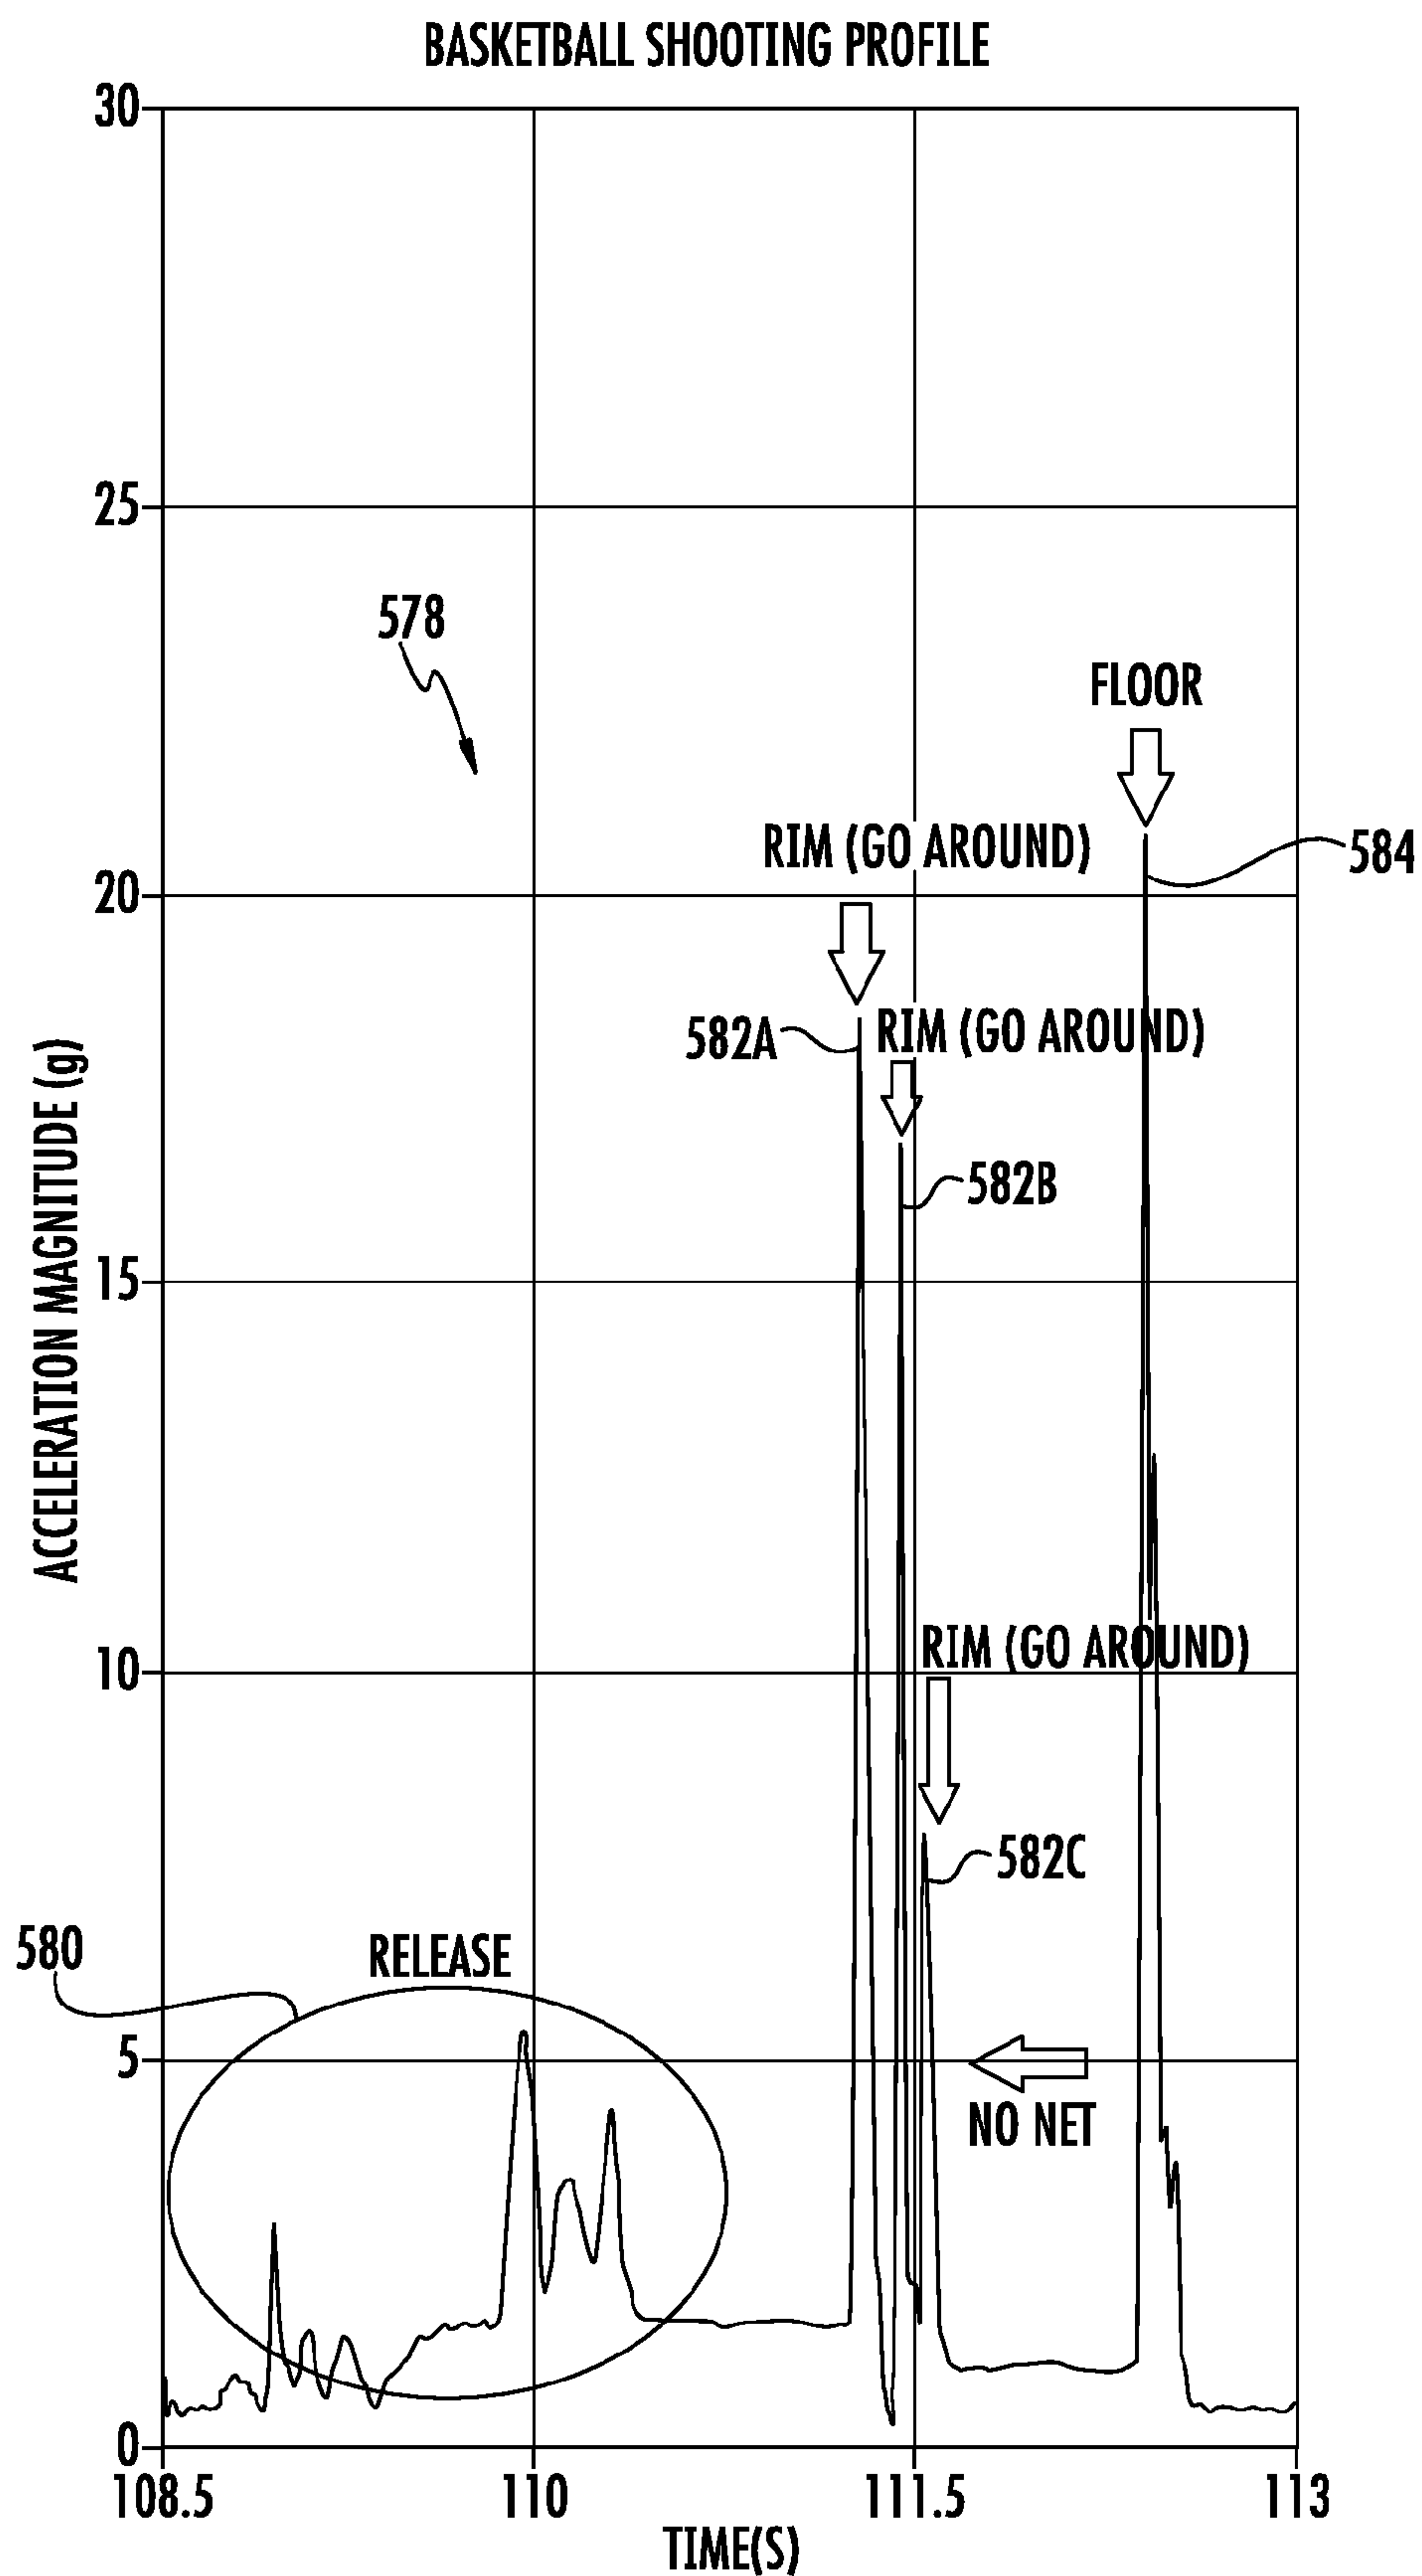 BASKETBALL SHOOTING PROFILE
30
25
578
FLOOR
RIM (GO AROUND)
584
20
582A
RIM (GO AROUND)
582B
15
ACCELERATION MAGNITUDE (g)
RIM (GO AROUND)
10
582C
580
RELEASE
5
NO NET
0
108.5
110
111.5
113
TIME(S)